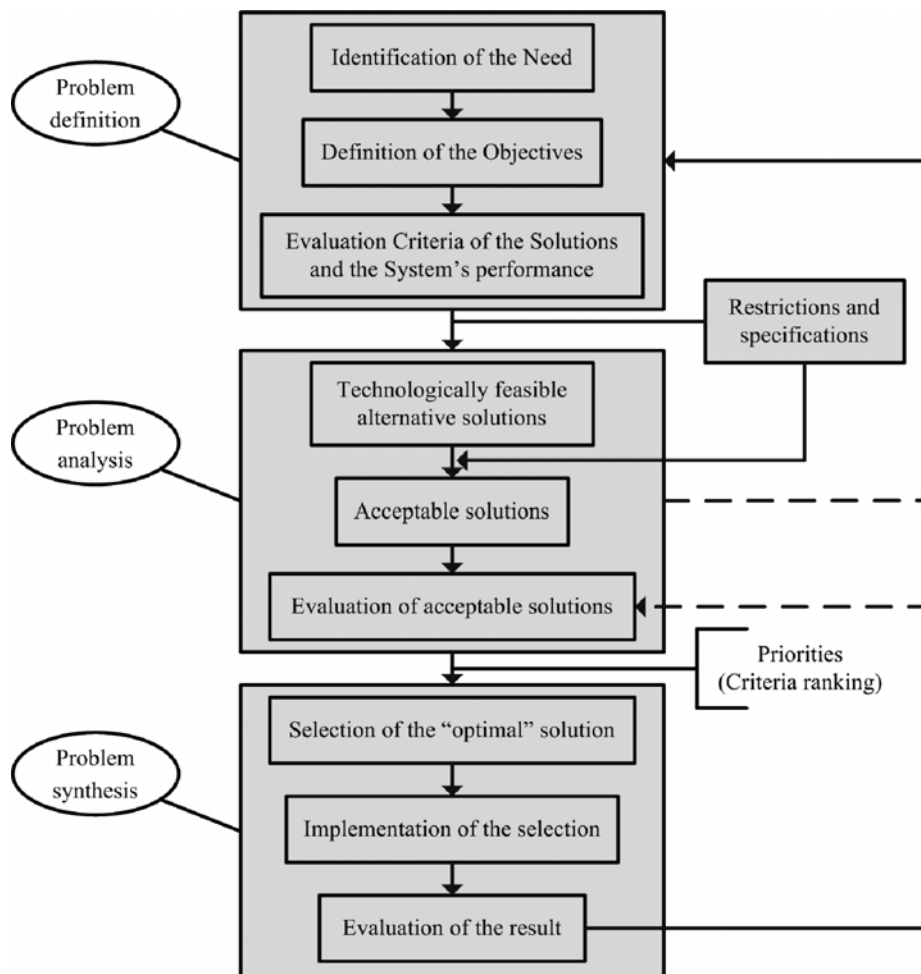 Identification of the Need
Problem
definition
Definition of the Objectives
Evaluation Criteria of the Solutions
and the System’s performance
Restrictions and
specifications
Technologically feasible
alternative solutions
Problem
analysis
Acceptable solutions
Evaluation of acceptable solutions
Priorities
(Criteria ranking)
Selection of the “optimal” solution
Problem
synthesis
Implementation of the selection
Evaluation of the result